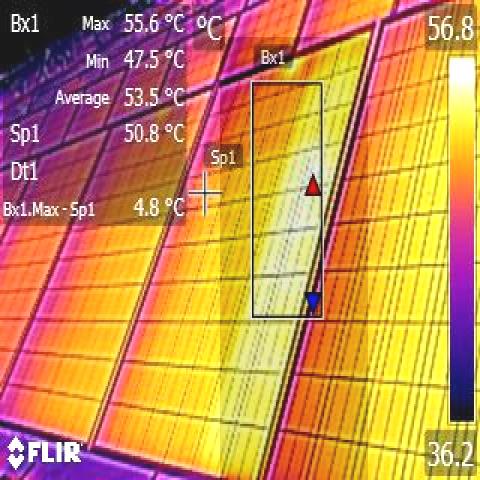 Bx1 Max 55.6 °C °C 56.8
Min 47.5 °C Bx1
Average 53.5 °C
Sp1 50.8 °C
Sp1
Dt1
Bx1.Max - Sp1 4.8 °C
FLIR 36.2